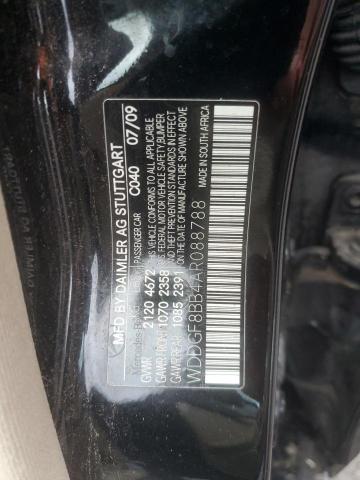 MFD BY DAIMLER AG STUTTGART
Mercedes-Benz PASSENGER CAR C040 07/09
GVWR 2120 4672
GAWR FRONT 1070 2358
GAWR REAR 1085 2391
THIS VEHICLE CONFORMS TO ALL APPLICABLE
U.S. FEDERAL MOTOR VEHICLE SAFETY, BUMPER
AND THEFT PREVENTION STANDARDS IN EFFECT
ON THE DATE OF MANUFACTURE SHOWN ABOVE
WDDGF8BB4AR088788
MADE IN SOUTH AFRICA